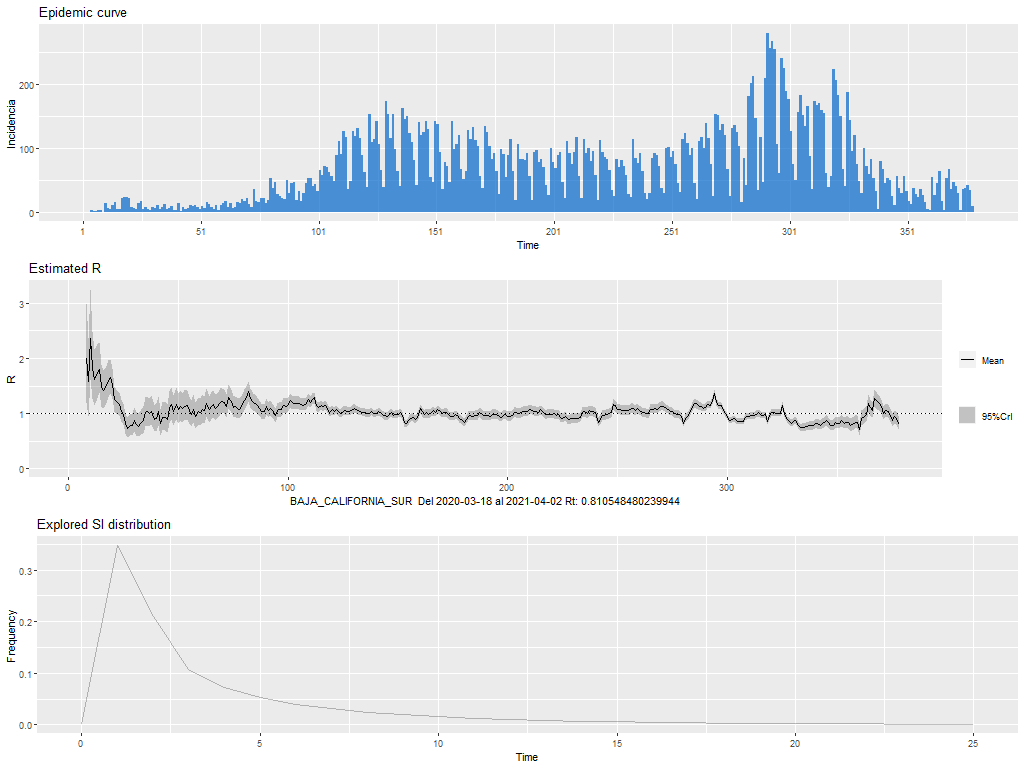 Epidemic curve
Incidencia
200
100
0
1 51 101 151 201 251 301 351
Time
Estimated R
R
3
2
1
0
Mean
95%CrI
0 100 200 300
BAJA_CALIFORNIA_SUR Del 2020-03-18 al 2021-04-02 Rt: 0.810548480239944
Explored SI distribution
Frequency
0.3
0.2
0.1
0.0
0 5 10 15 20 25
Time